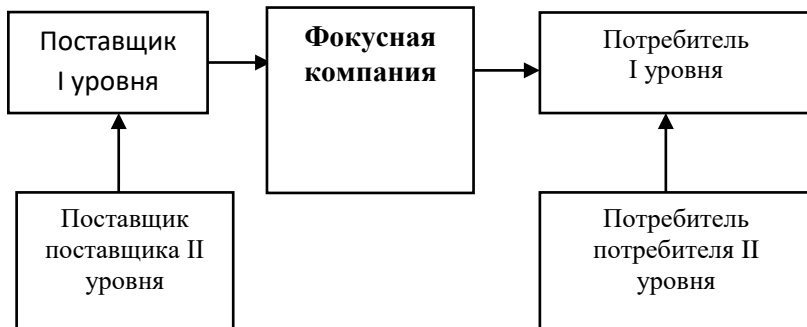 Поставщик
I уровня
Фокусная
компания
Потребитель
I уровня
Поставщик
поставщика II
уровня
Потребитель
потребителя II
уровня